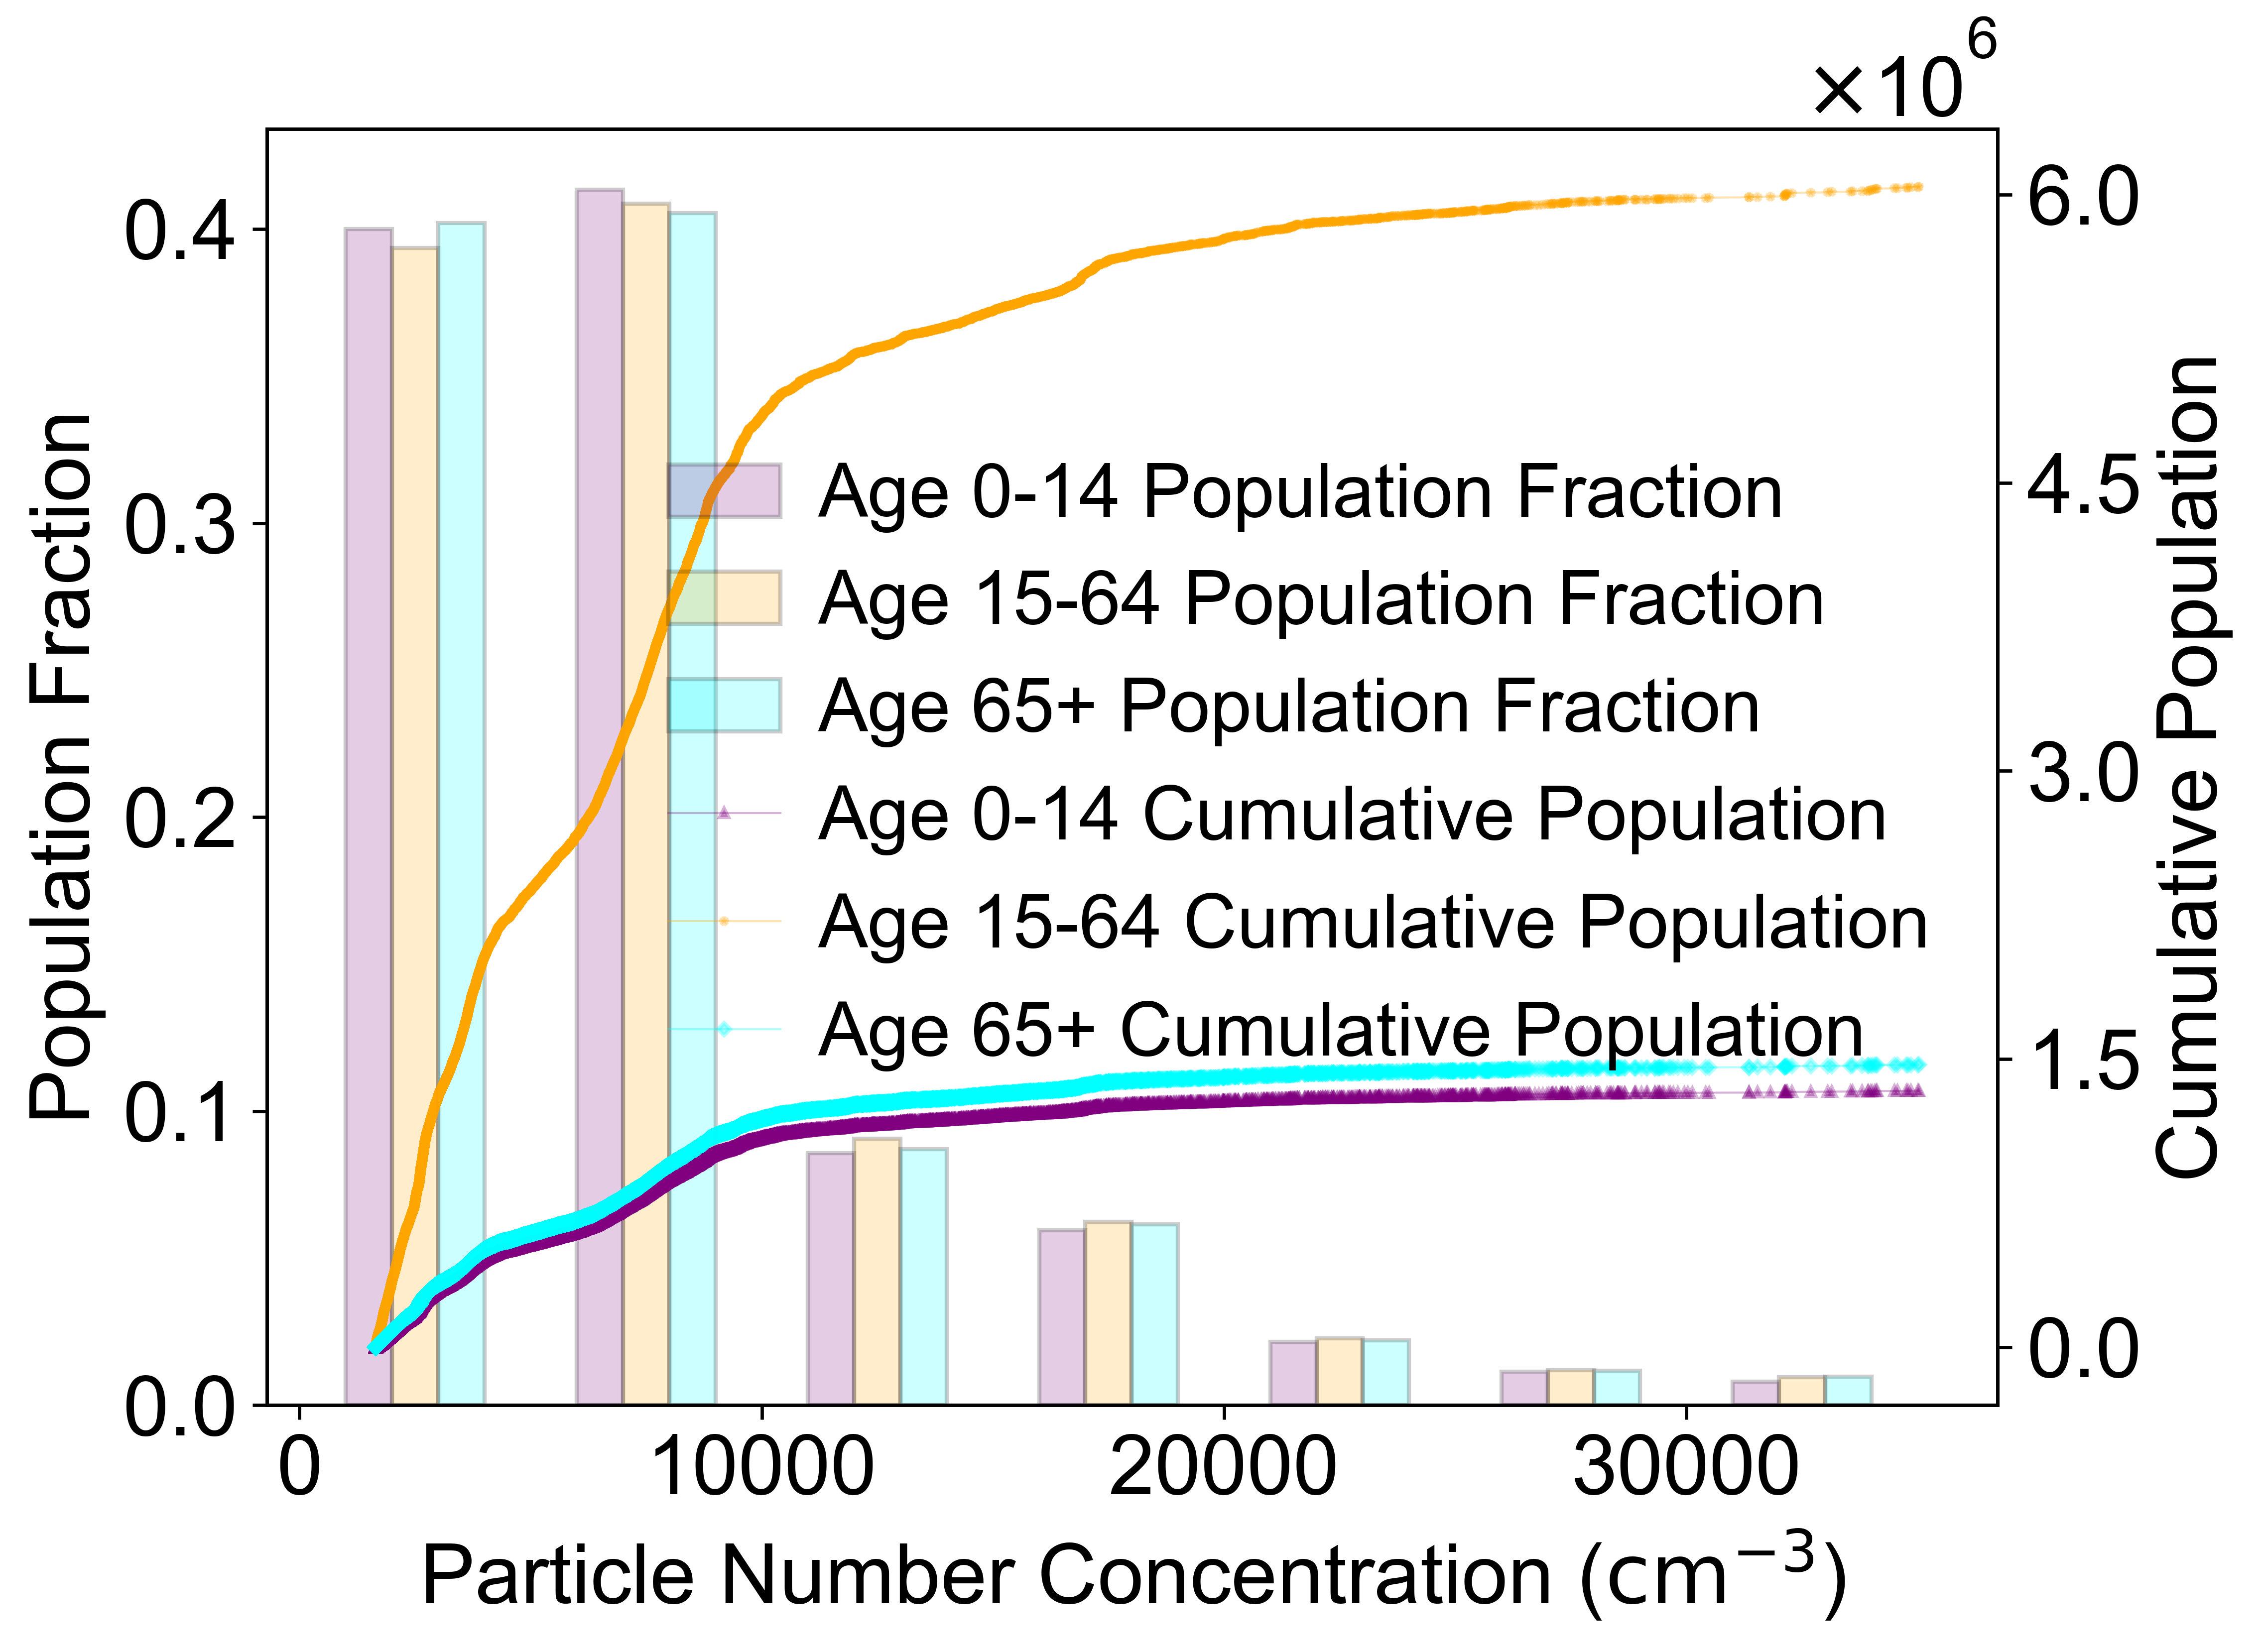 ×10⁶
Population Fraction
0.4
0.3
0.2
0.1
0.0
Age 0-14 Population Fraction
Age 15-64 Population Fraction
Age 65+ Population Fraction
Age 0-14 Cumulative Population
Age 15-64 Cumulative Population
Age 65+ Cumulative Population
6.0
4.5
3.0
1.5
0.0
Cumulative Population
0 10000 20000 30000
Particle Number Concentration (cm⁻³)